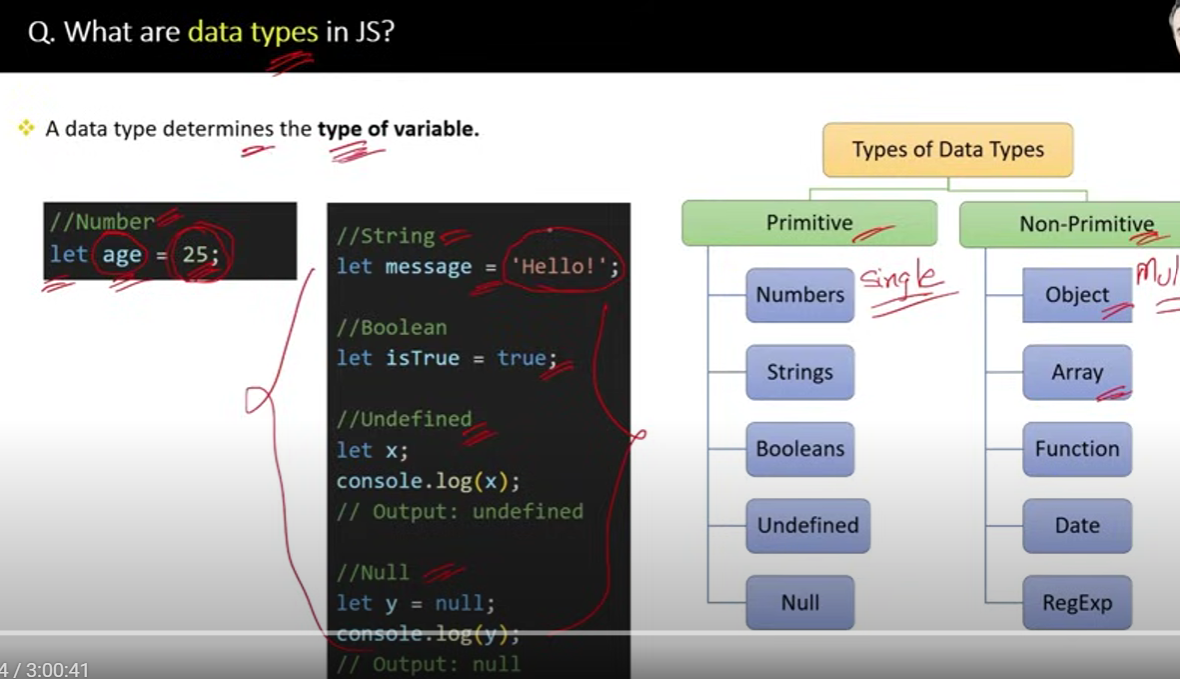 Q. What are data types in JS?
A data type determines the type of variable.
//Number
let age = 25;
//String
let message = 'Hello!';
//Boolean
let isTrue = true;
//Undefined
let x;
console.log(x);
// Output: undefined
//Null
let y = null;
console.log(y);
// Output: null
Types of Data Types
Primitive
single
Numbers
Strings
Booleans
Undefined
Null
Non-Primitive
Mul
Object
Array
Function
Date
RegExp
4 / 3:00:41